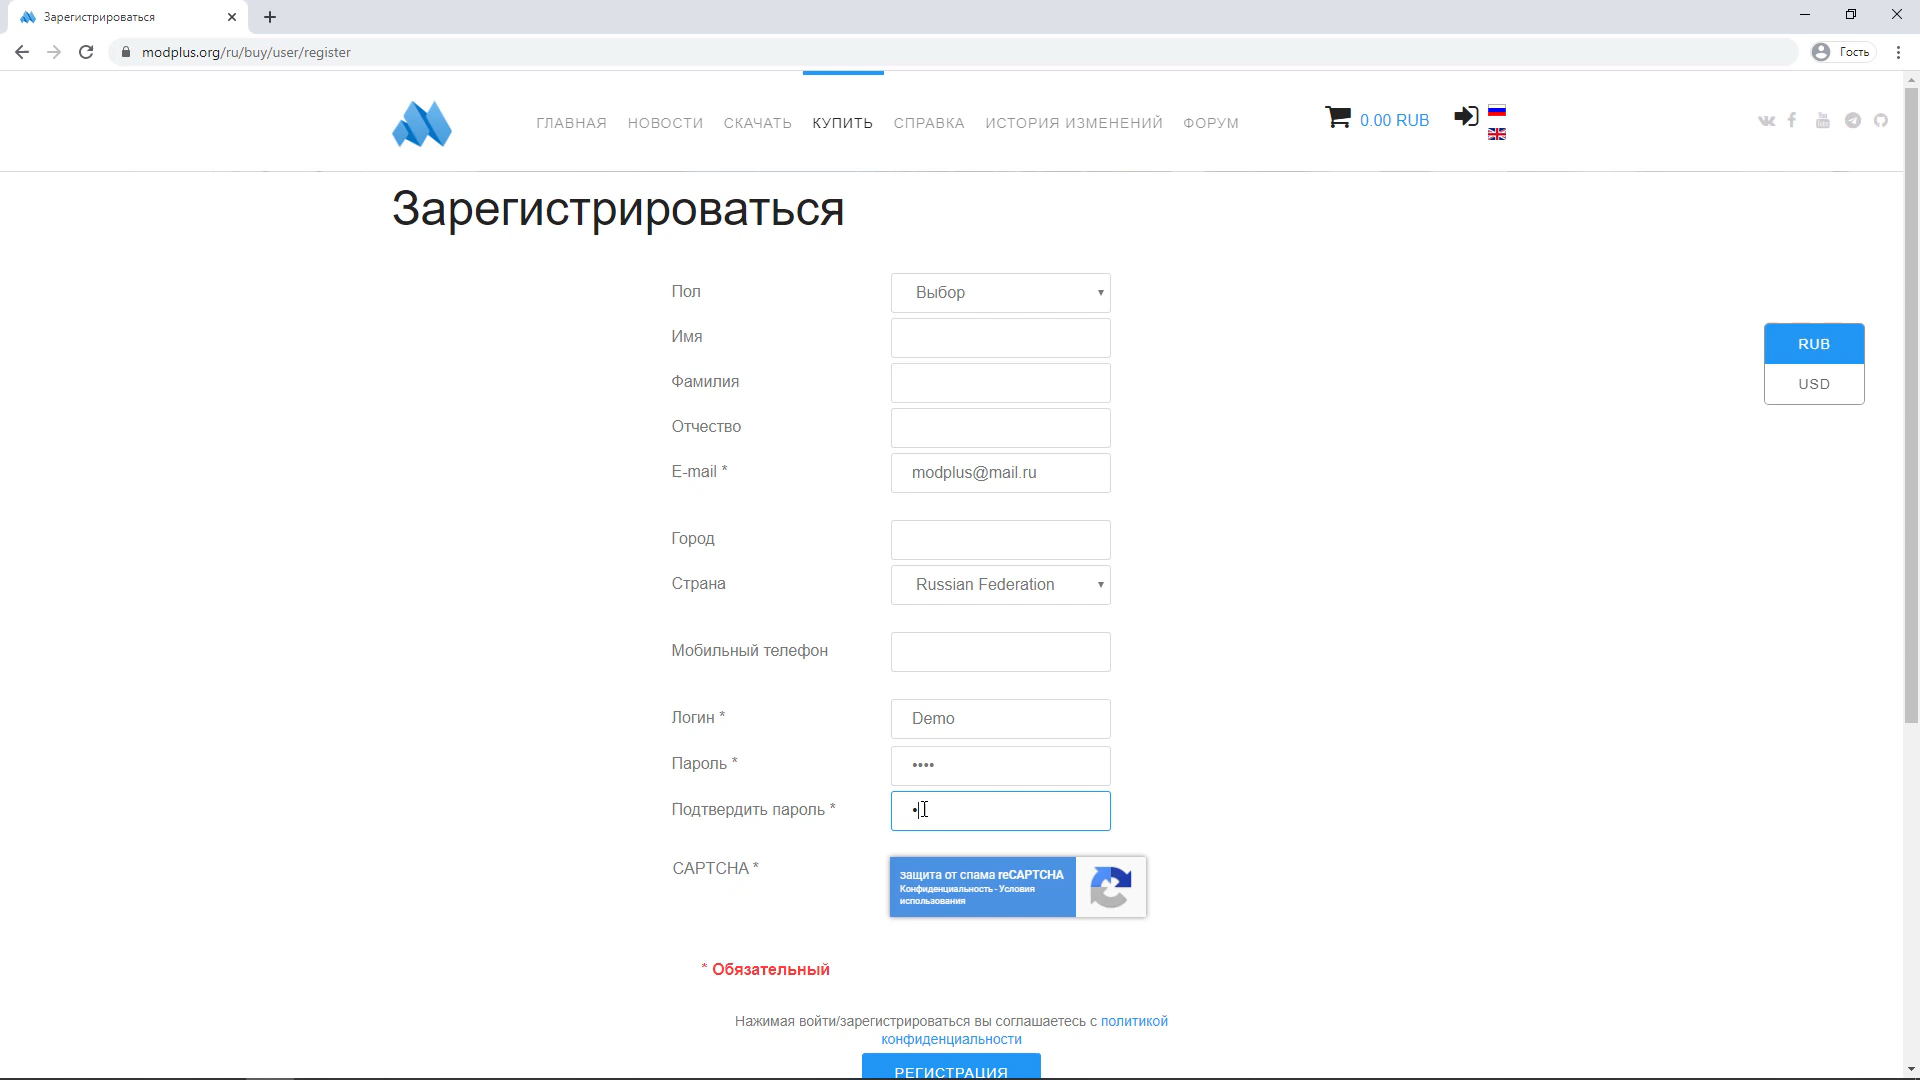 Зарегистрироваться
modplus.org/ru/buy/user/register
Гость
ГЛАВНАЯ НОВОСТИ СКАЧАТЬ КУПИТЬ СПРАВКА ИСТОРИЯ ИЗМЕНЕНИЙ ФОРУМ
0.00 RUB
Зарегистрироваться
Пол Выбор
Имя
RUB
Фамилия
USD
Отчество
E-mail * modplus@mail.ru
Город
Страна Russian Federation
Мобильный телефон
Логин * Demo
Пароль * ••••
Подтвердить пароль * •
CAPTCHA *
защита от спама reCAPTCHA
Конфиденциальность - Условия
использования
* Обязательный
Нажимая войти/зарегистрироваться вы соглашаетесь с политикой
конфиденциальности
РЕГИСТРАЦИЯ